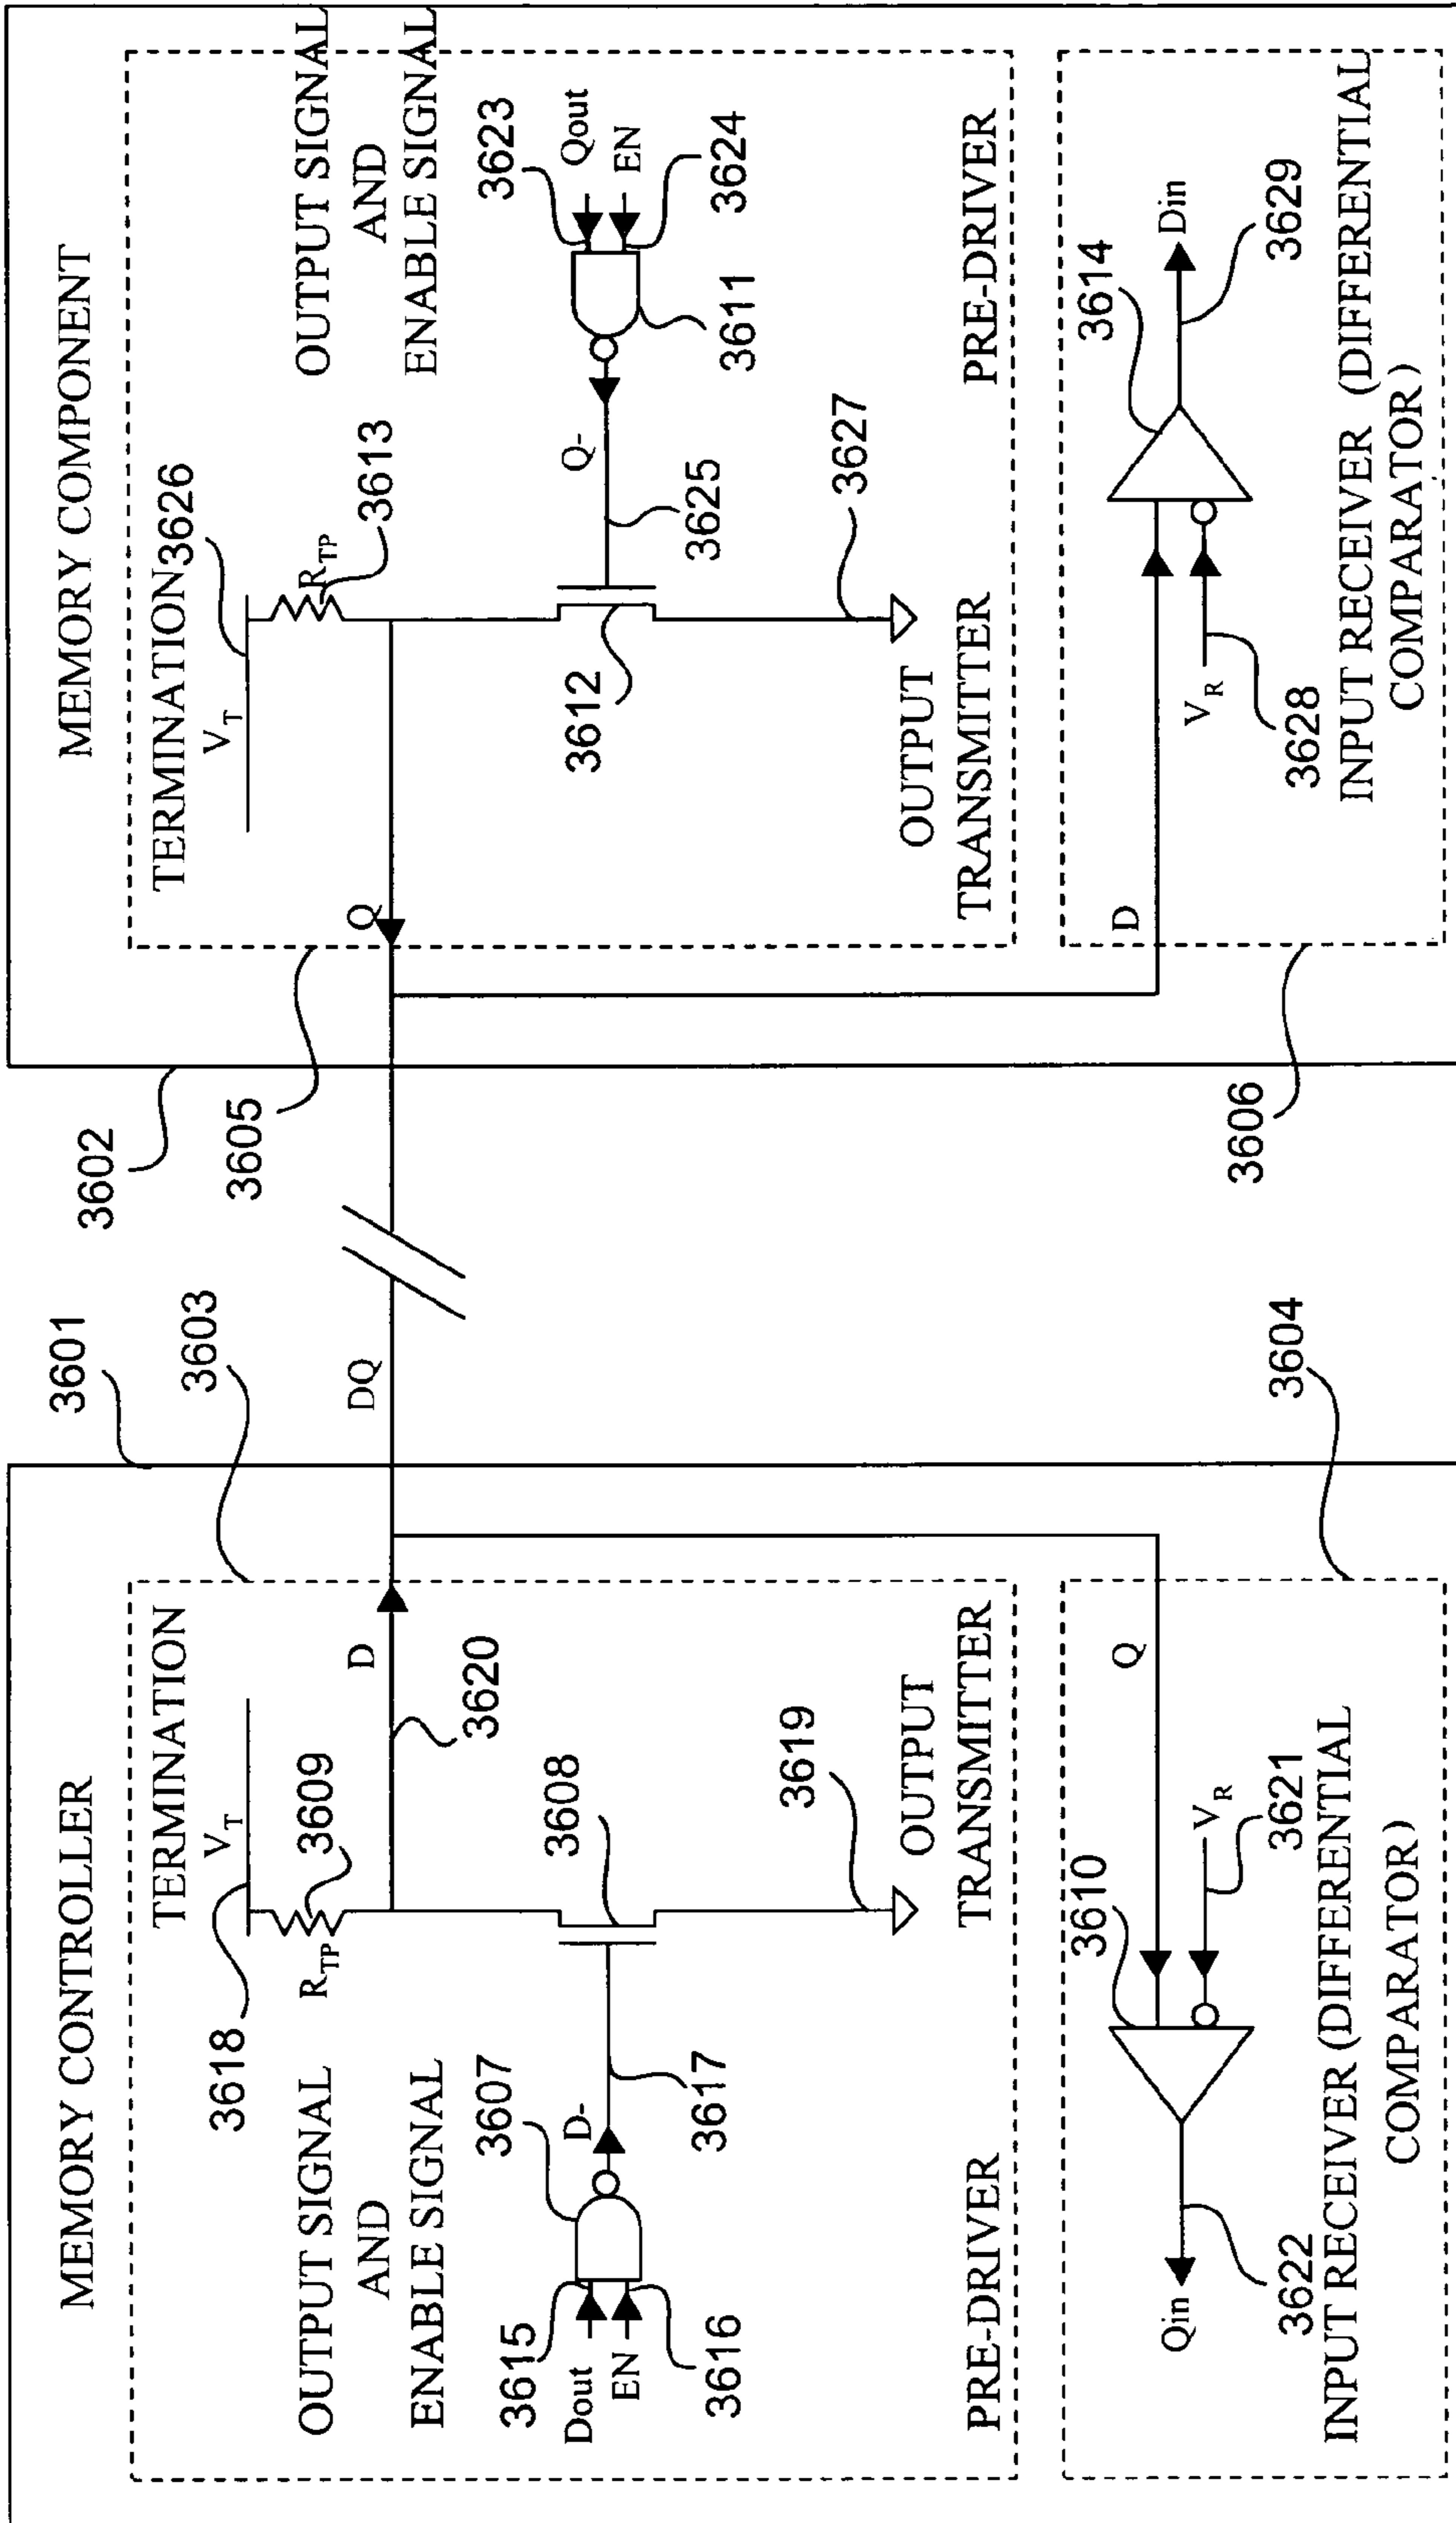 MEMORY CONTROLLER
3601
3603
TERMINATION
V_T
3618
R_TP
3609
D
3620
DQ
OUTPUT SIGNAL
AND
ENABLE SIGNAL
3607
3615
Dout
EN
3616
D-
3617
3608
3619
PRE-DRIVER
OUTPUT
TRANSMITTER
3604
Q
3610
V_R
3621
Qin
3622
INPUT RECEIVER (DIFFERENTIAL
COMPARATOR)
MEMORY COMPONENT
3602
3605
TERMINATION
3626
V_T
R_TP
3613
Q
OUTPUT SIGNAL
AND
ENABLE SIGNAL
3623
Qout
EN
3624
3611
Q-
3625
3612
3627
OUTPUT
TRANSMITTER
PRE-DRIVER
3606
D
3614
Din
3629
V_R
3628
INPUT RECEIVER (DIFFERENTIAL
COMPARATOR)